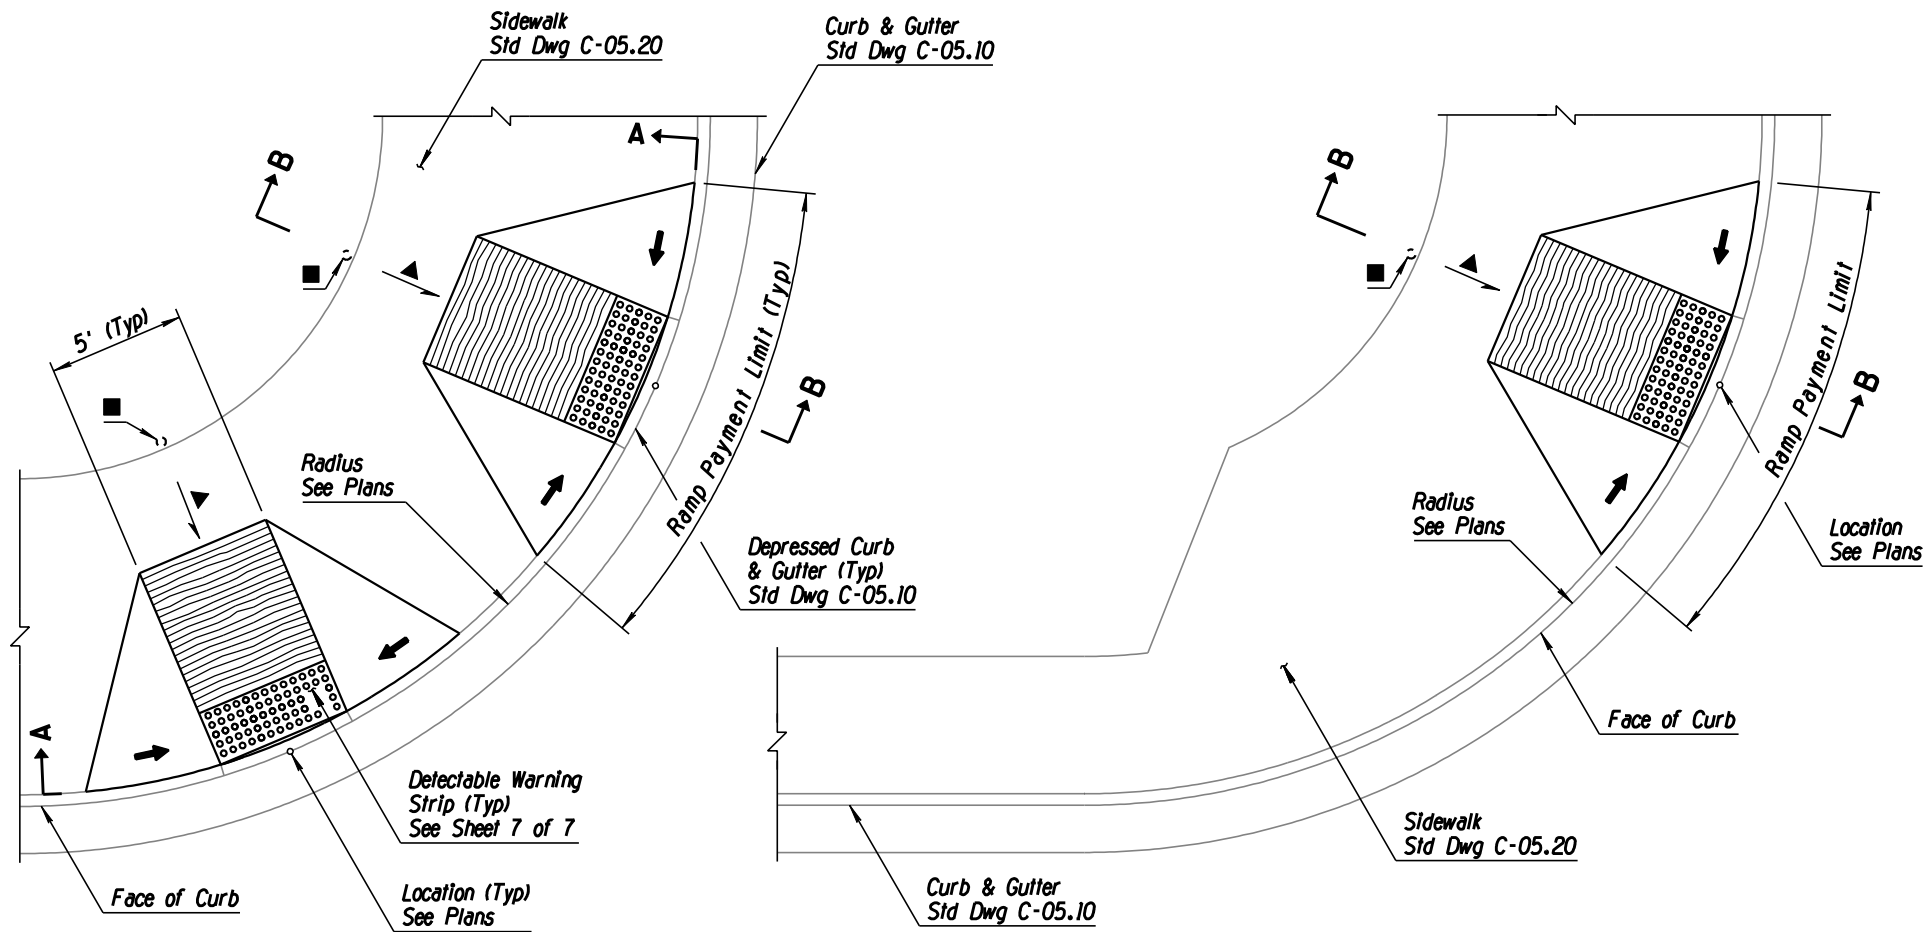 Sidewalk
Std Dwg C-05.20
Curb & Gutter
Std Dwg C-05.10
A
B
B
5' (Typ)
Ramp Payment Limit (Typ)
B
Radius
See Plans
Depressed Curb
& Gutter (Typ)
Std Dwg C-05.10
A
Detectable Warning
Strip (Typ)
See Sheet 7 of 7
Face of Curb
Location (Typ)
See Plans
Ramp Payment Limit
B
Radius
See Plans
Location
See Plans
Face of Curb
Sidewalk
Std Dwg C-05.20
Curb & Gutter
Std Dwg C-05.10